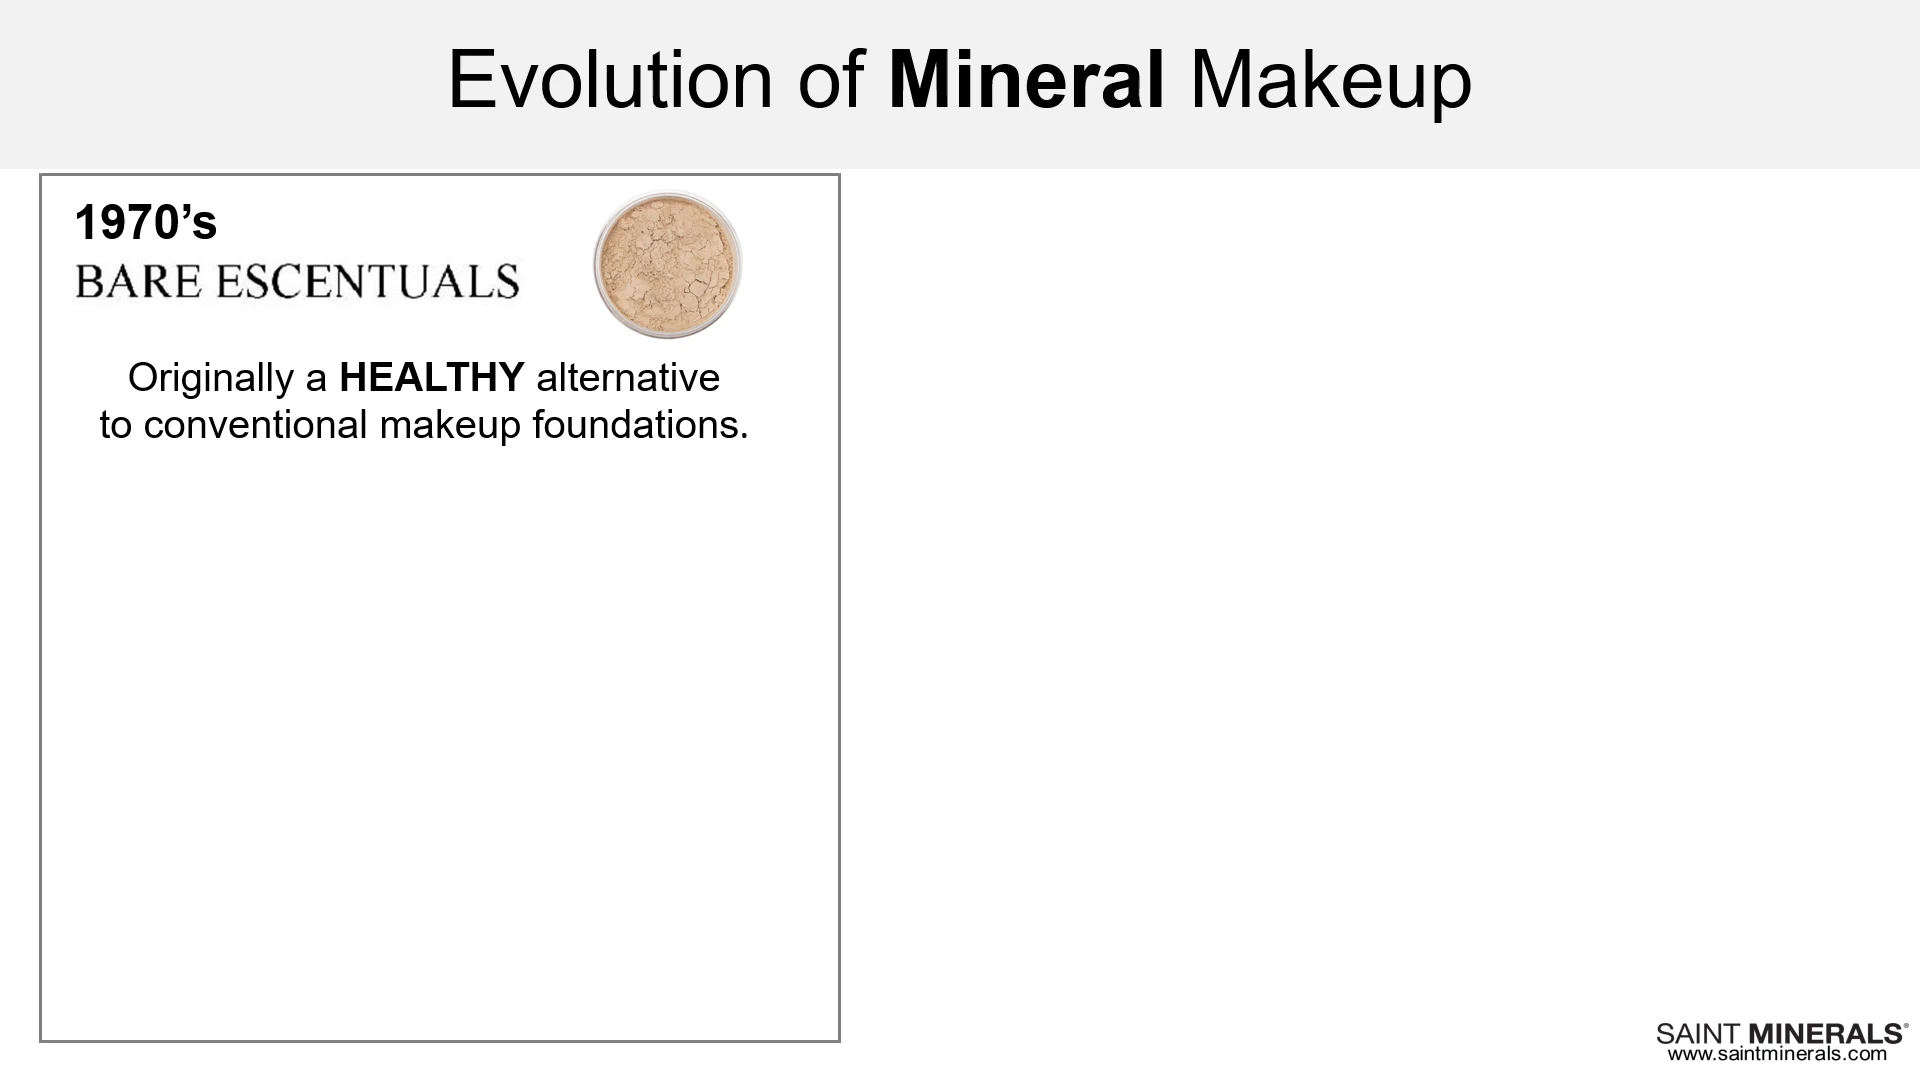 Evolution of Mineral Makeup
1970’s
BARE ESCENTUALS
Originally a HEALTHY alternative
to conventional makeup foundations.
SAINT MINERALS®
www.saintminerals.com